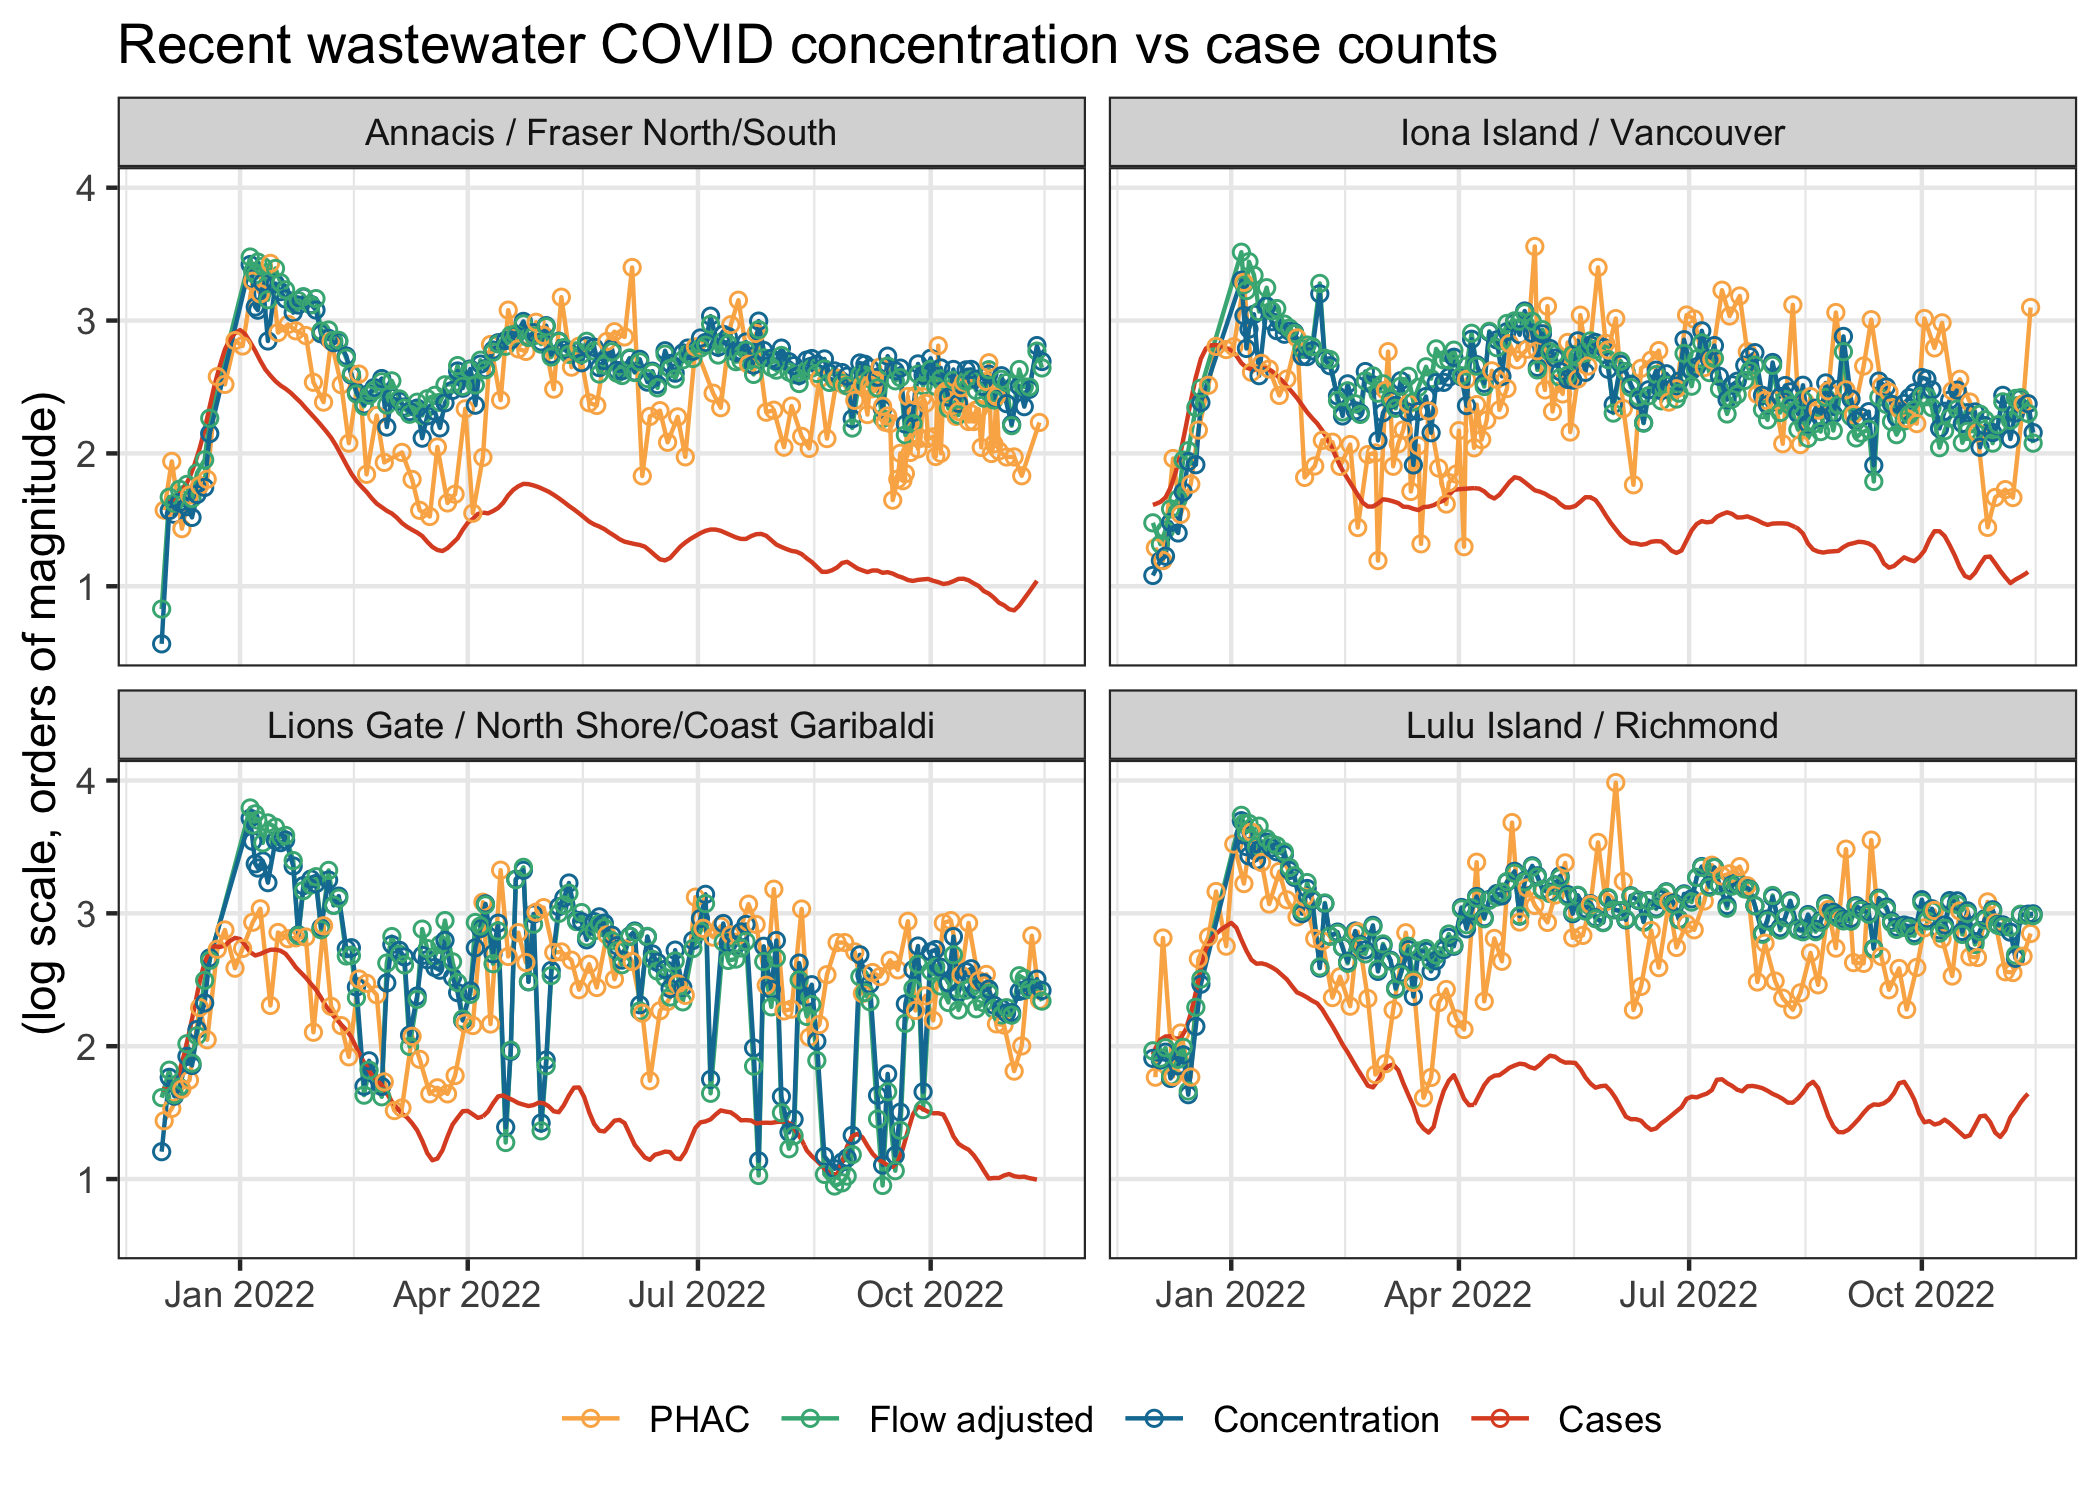 Recent wastewater COVID concentration vs case counts
Annacis / Fraser North/South
Iona Island / Vancouver
4
3
2
1
(log scale, orders of magnitude)
Lions Gate / North Shore/Coast Garibaldi
Lulu Island / Richmond
4
3
2
1
Jan 2022 Apr 2022 Jul 2022 Oct 2022
Jan 2022 Apr 2022 Jul 2022 Oct 2022
PHAC Flow adjusted Concentration Cases